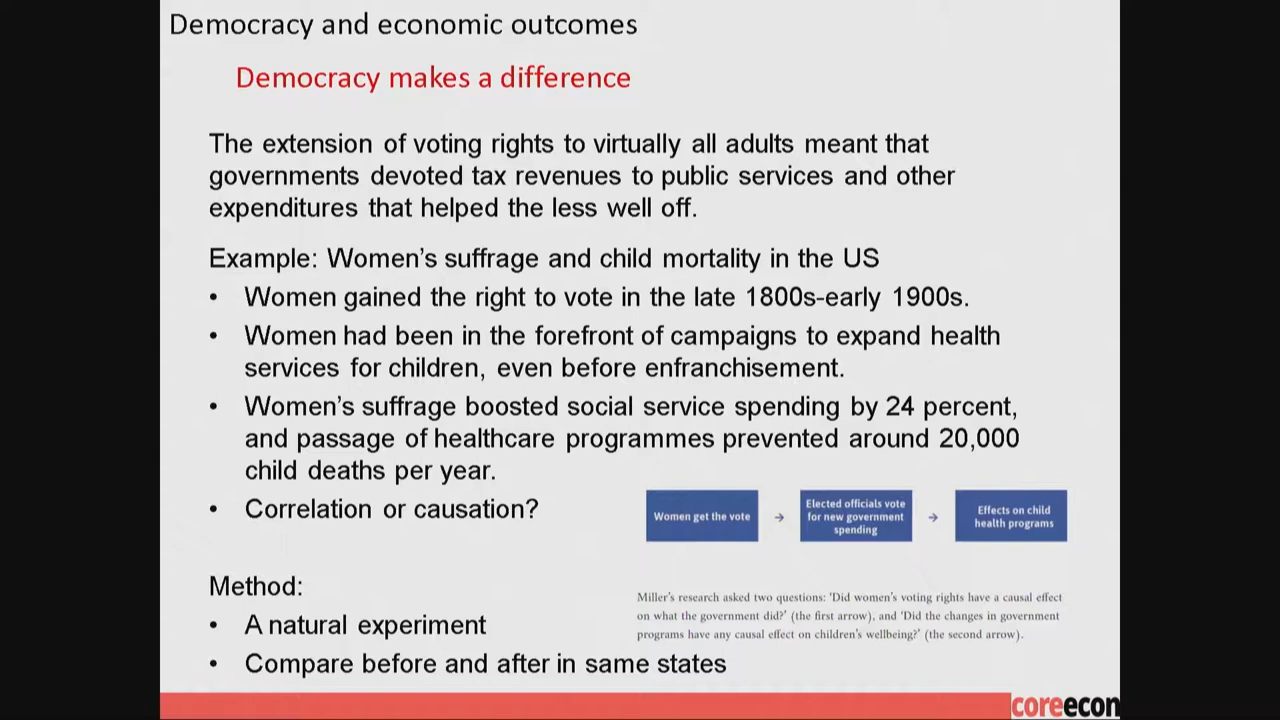 Democracy and economic outcomes
Democracy makes a difference
The extension of voting rights to virtually all adults meant that
governments devoted tax revenues to public services and other
expenditures that helped the less well off.
Example: Women's suffrage and child mortality in the US
• Women gained the right to vote in the late 1800s-early 1900s.
• Women had been in the forefront of campaigns to expand health
services for children, even before enfranchisement.
• Women's suffrage boosted social service spending by 24 percent,
and passage of healthcare programmes prevented around 20,000
child deaths per year.
• Correlation or causation?
Women get the vote
→
Elected officials vote
for new government
spending
→
Effects on child
health programs
Method:
• A natural experiment
• Compare before and after in same states
Miller's research asked two questions: 'Did women's voting rights have a causal effect
on what the government did?' (the first arrow), and 'Did the changes in government
programs have any causal effect on children's wellbeing?' (the second arrow).
coreecon